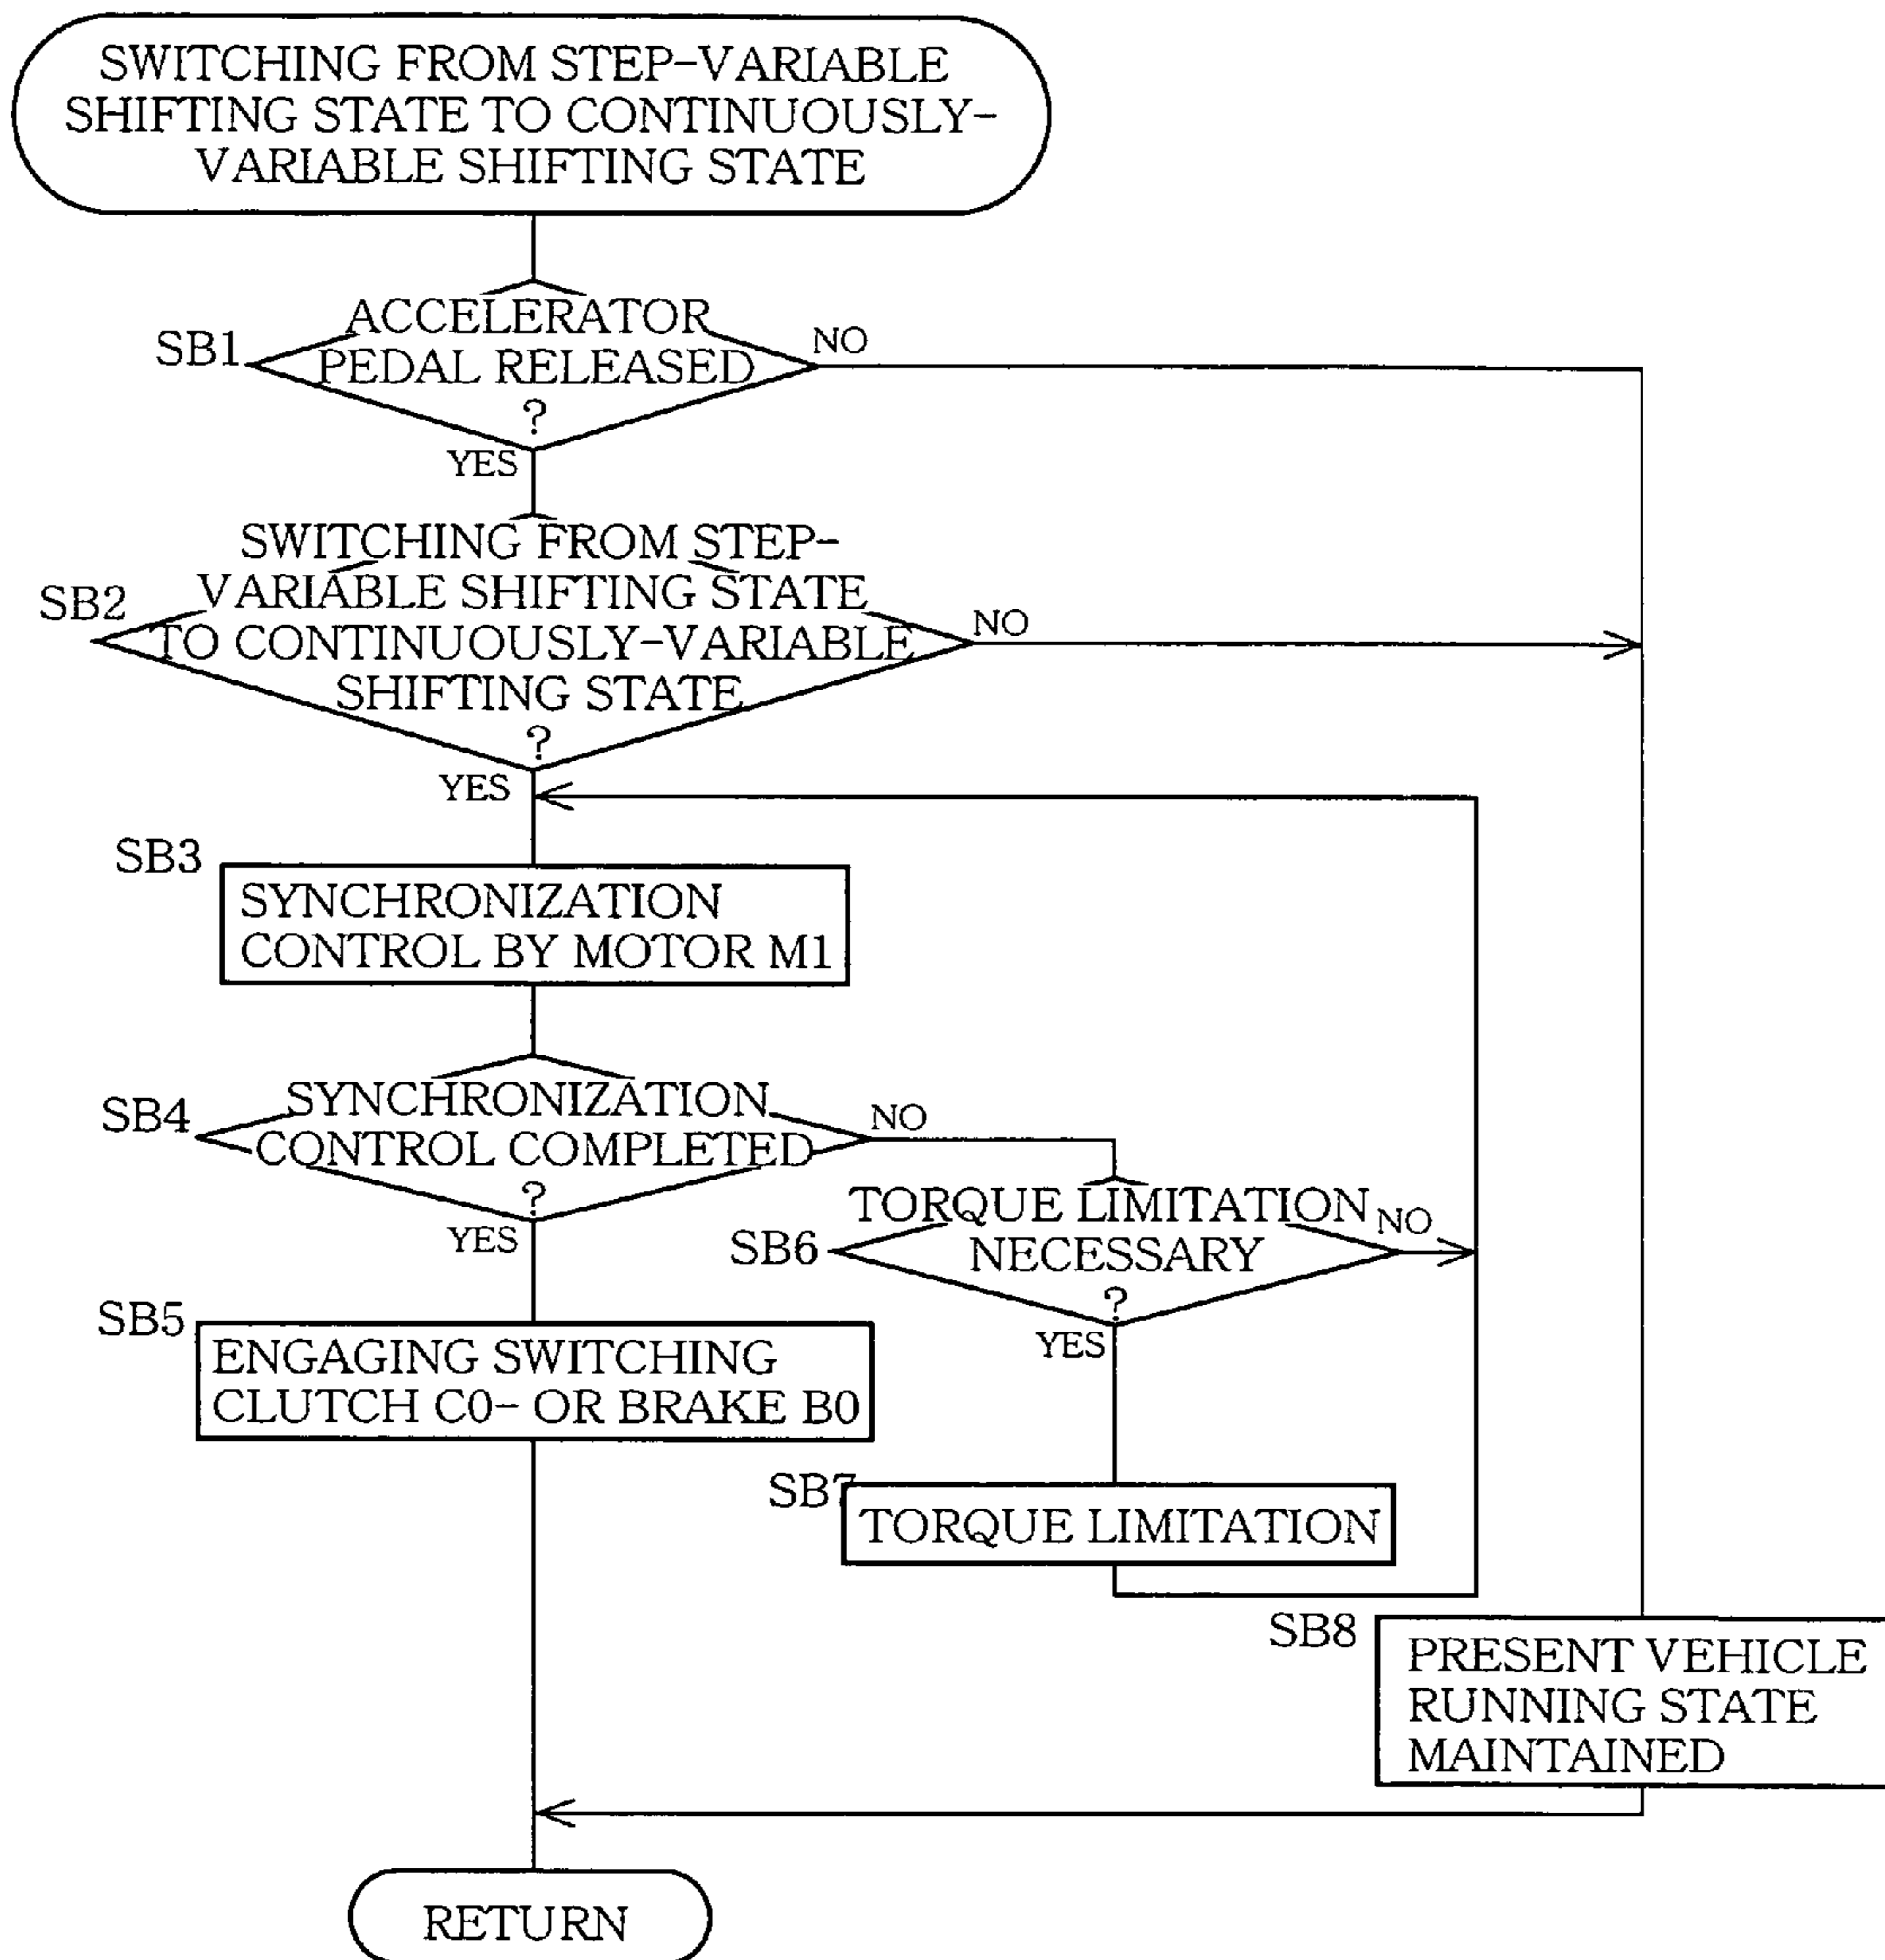 SWITCHING FROM STEP-VARIABLE
SHIFTING STATE TO CONTINUOUSLY-
VARIABLE SHIFTING STATE
SB1
ACCELERATOR
PEDAL RELEASED
?
NO
YES
SB2
SWITCHING FROM STEP-
VARIABLE SHIFTING STATE
TO CONTINUOUSLY-VARIABLE
SHIFTING STATE
?
NO
YES
SB3
SYNCHRONIZATION
CONTROL BY MOTOR M1
SB4
SYNCHRONIZATION
CONTROL COMPLETED
?
NO
YES
SB6
TORQUE LIMITATION
NECESSARY
?
NO
YES
SB5
ENGAGING SWITCHING
CLUTCH C0- OR BRAKE B0
SB7
TORQUE LIMITATION
SB8
PRESENT VEHICLE
RUNNING STATE
MAINTAINED
RETURN